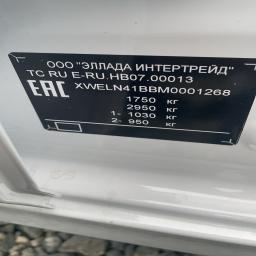 ООО "ЭЛЛАДА ИНТЕРТРЕЙД"
ТС RU E-RU.HB07.00013
EAC XWELN41BBM0001268
1750 кг
2950 кг
1- 1030 кг
2- 950 кг